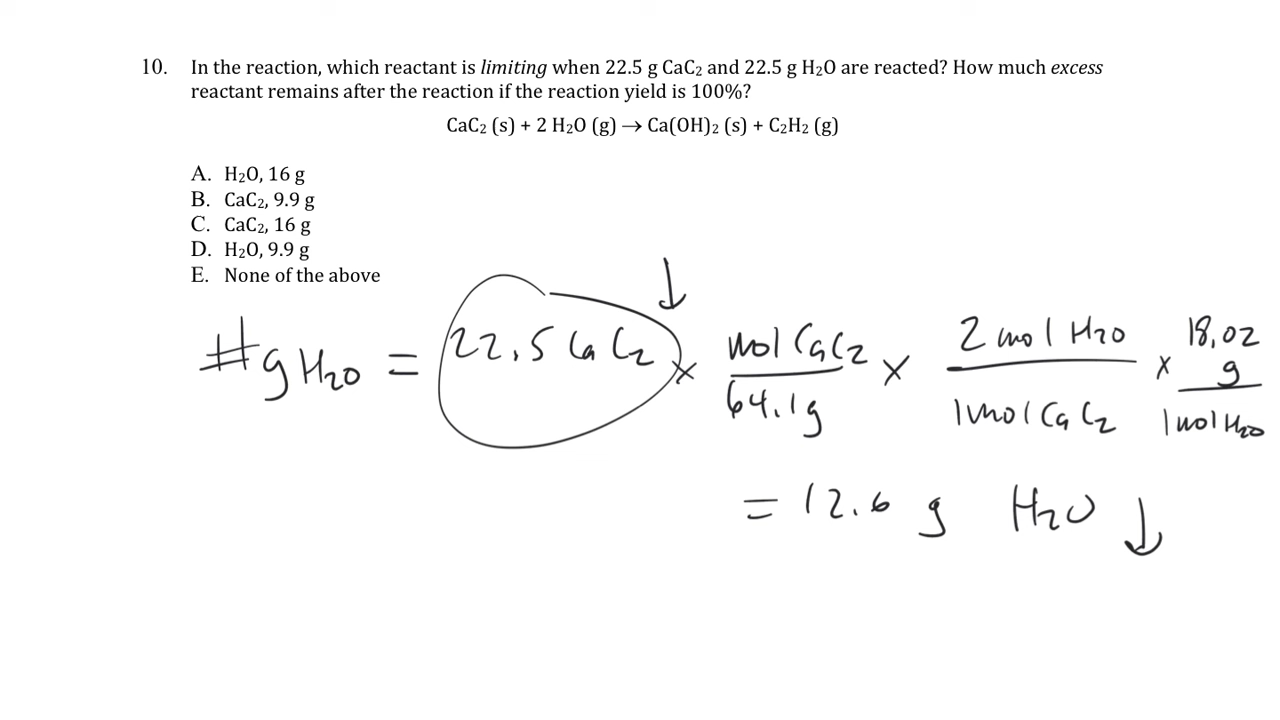 10. In the reaction, which reactant is limiting when 22.5 g CaC₂ and 22.5 g H₂O are reacted? How much excess
reactant remains after the reaction if the reaction yield is 100%?
CaC₂ (s) + 2 H₂O (g) → Ca(OH)₂ (s) + C₂H₂ (g)
A. H₂O, 16 g
B. CaC₂, 9.9 g
C. CaC₂, 16 g
D. H₂O, 9.9 g
E. None of the above
# g H₂O = 22.5 CaC₂ × mol CaC₂ / 64.1 g × 2 mol H₂O / 1 mol CaC₂ × 18.02 g / 1 mol H₂O
= 12.6 g H₂O ↓